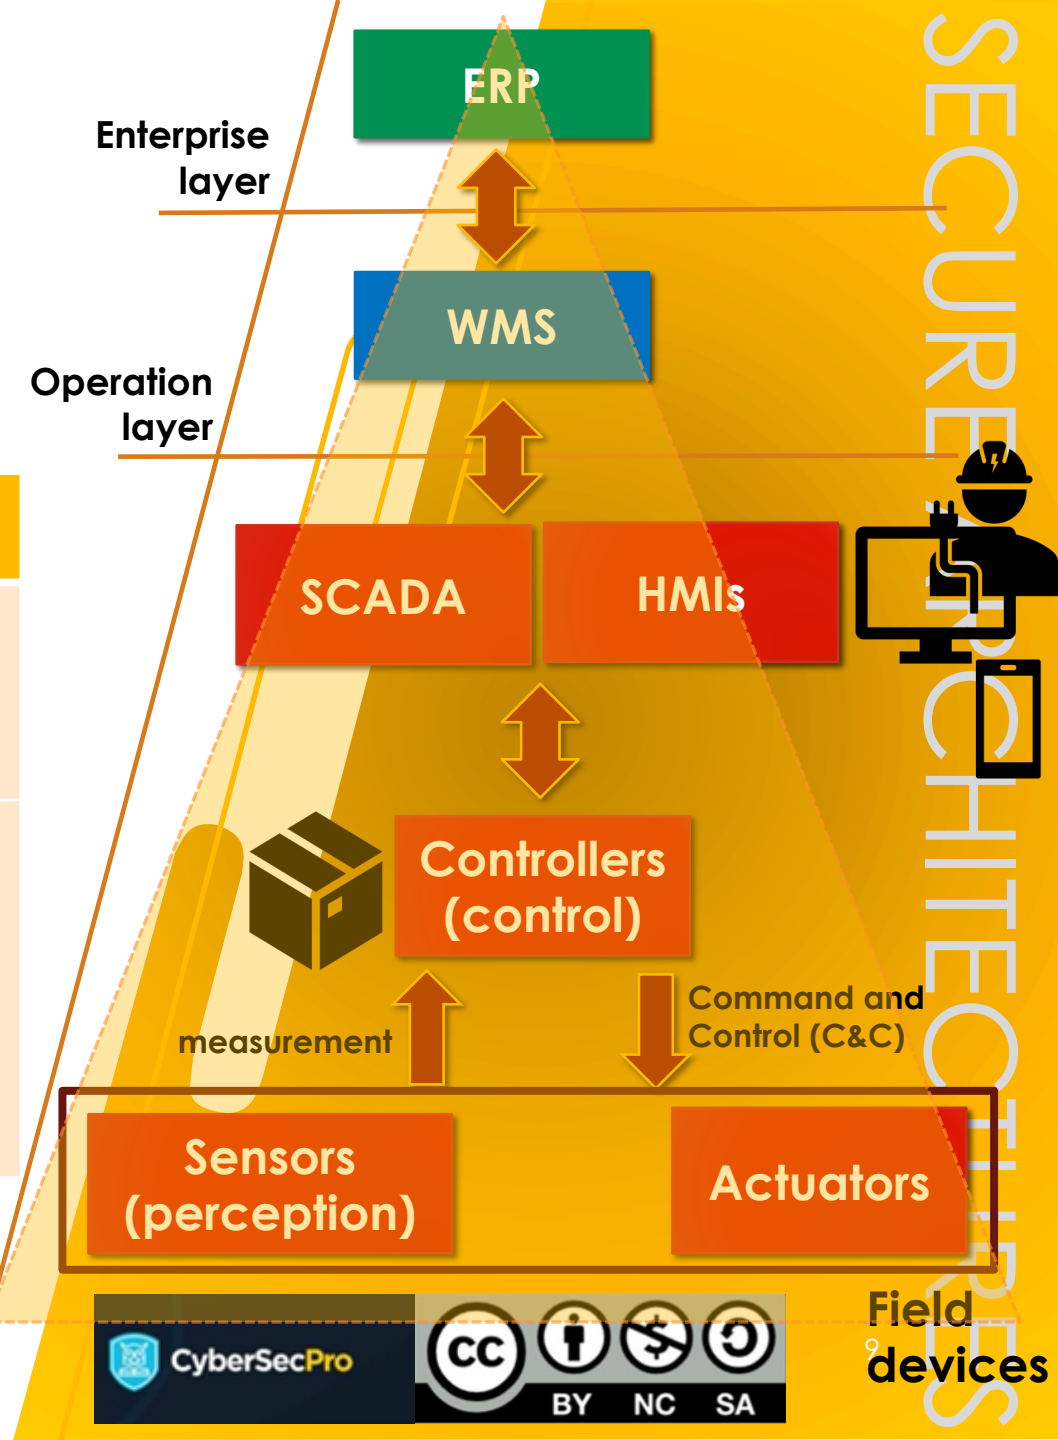 ERP
Enterprise
layer
WMS
Operation
layer
SCADA
HMIs
Controllers
(control)
measurement
Command and
Control (C&C)
Sensors
(perception)
Actuators
Field
devices
9
CyberSecPro
cc
BY NC SA
SECURE ARCHITECTURES